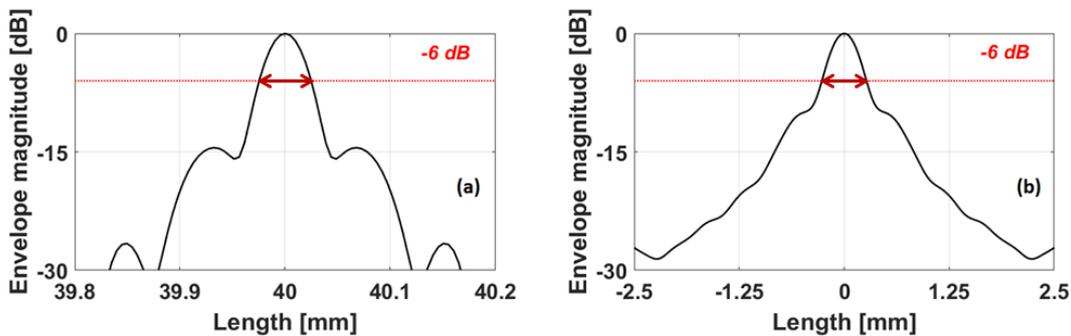 Envelope magnitude [dB]
0
-15
-30
-6 dB
(a)
39.8 39.9 40 40.1 40.2
Length [mm]
Envelope magnitude [dB]
0
-15
-30
-6 dB
(b)
-2.5 -1.25 0 1.25 2.5
Length [mm]